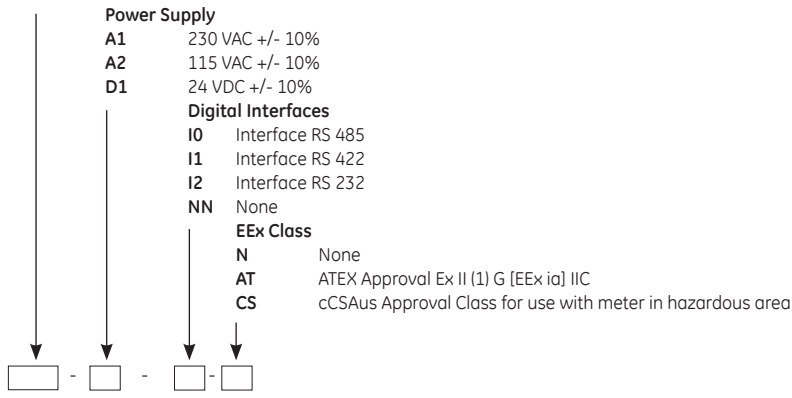 Power Supply
A1 230 VAC +/- 10%
A2 115 VAC +/- 10%
D1 24 VDC +/- 10%
Digital Interfaces
I0 Interface RS 485
I1 Interface RS 422
I2 Interface RS 232
NN None
EEx Class
N None
AT ATEX Approval Ex II (1) G [EEx ia] IIC
CS cCSAus Approval Class for use with meter in hazardous area
- - -